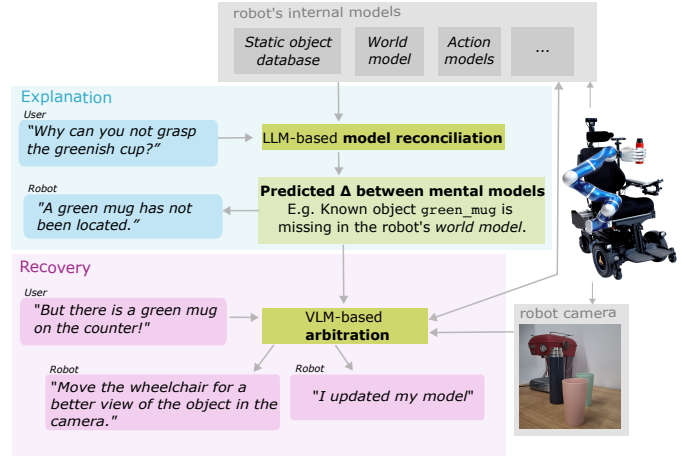 robot's internal models
Static object
database
World
model
Action
models
...
Explanation
User
"Why can you not grasp
the greenish cup?"
LLM-based model reconciliation
Predicted Δ between mental models
E.g. Known object green_mug is
missing in the robot's world model.
Robot
"A green mug has not
been located."
Recovery
User
"But there is a green mug
on the counter!"
VLM-based
arbitration
robot camera
Robot
"Move the wheelchair for a
better view of the object in the
camera."
Robot
"I updated my model"